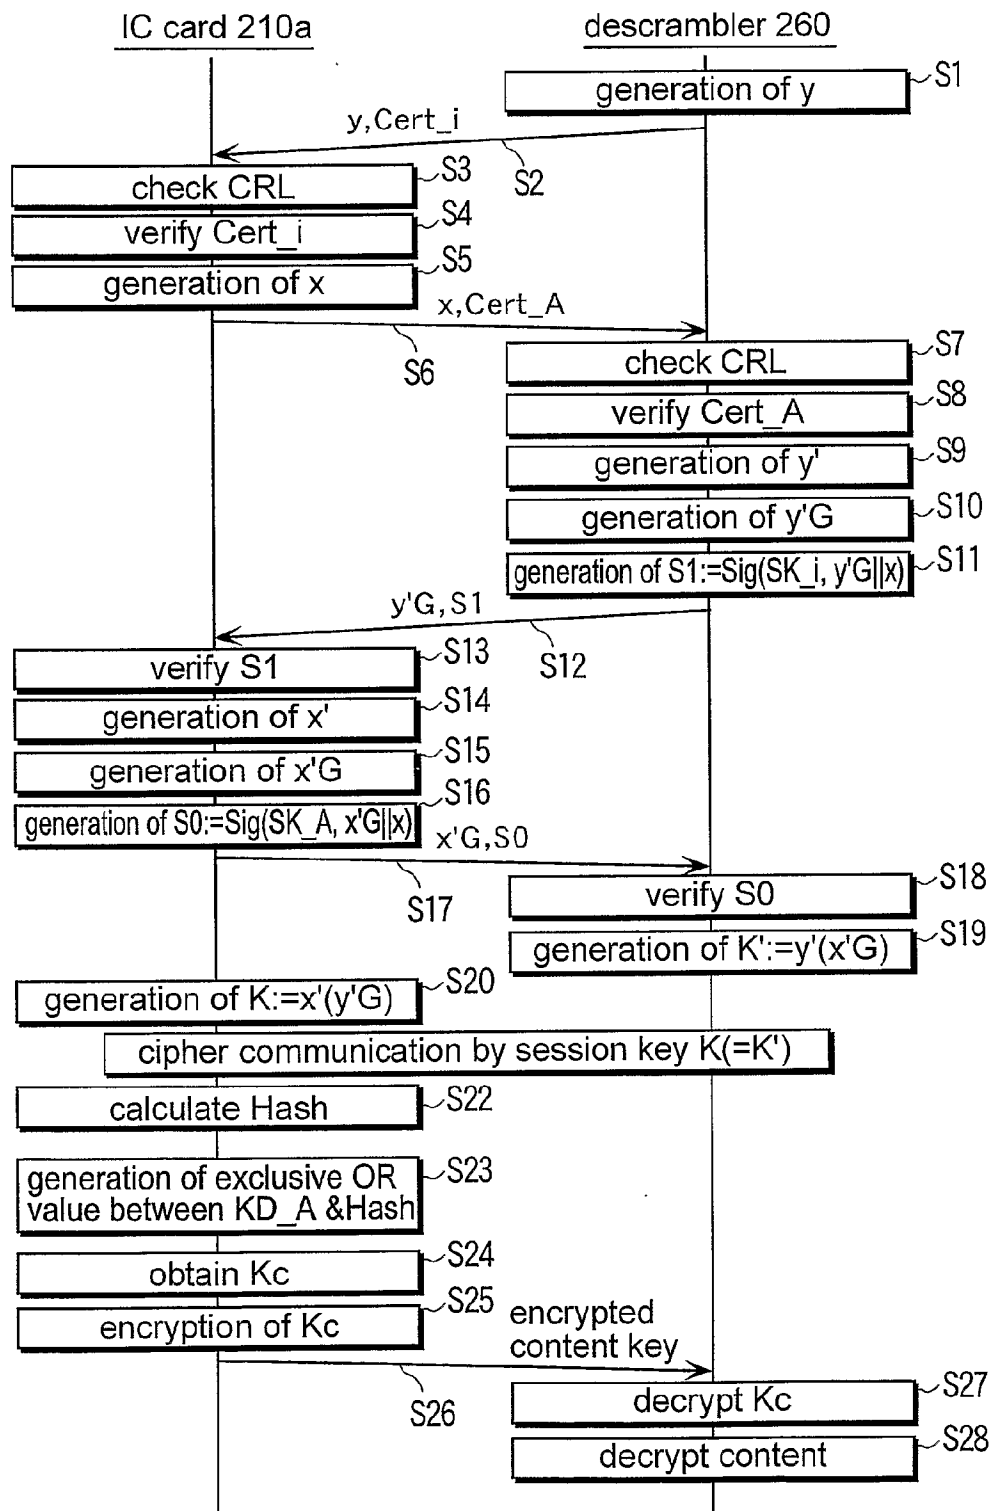 IC card 210a
descrambler 260
generation of y
S1
y,Cert_i
S2
check CRL
S3
verify Cert_i
S4
generation of x
S5
x,Cert_A
S6
check CRL
S7
verify Cert_A
S8
generation of y'
S9
generation of y'G
S10
generation of S1:=Sig(SK_i, y'G||x)
S11
y'G,S1
S12
verify S1
S13
generation of x'
S14
generation of x'G
S15
generation of S0:=Sig(SK_A, x'G||x)
S16
x'G,S0
S17
verify S0
S18
generation of K':=y'(x'G)
S19
generation of K:=x'(y'G)
S20
cipher communication by session key K(=K')
calculate Hash
S22
generation of exclusive OR
value between KD_A &Hash
S23
obtain Kc
S24
encryption of Kc
S25
encrypted
content key
S26
decrypt Kc
S27
decrypt content
S28